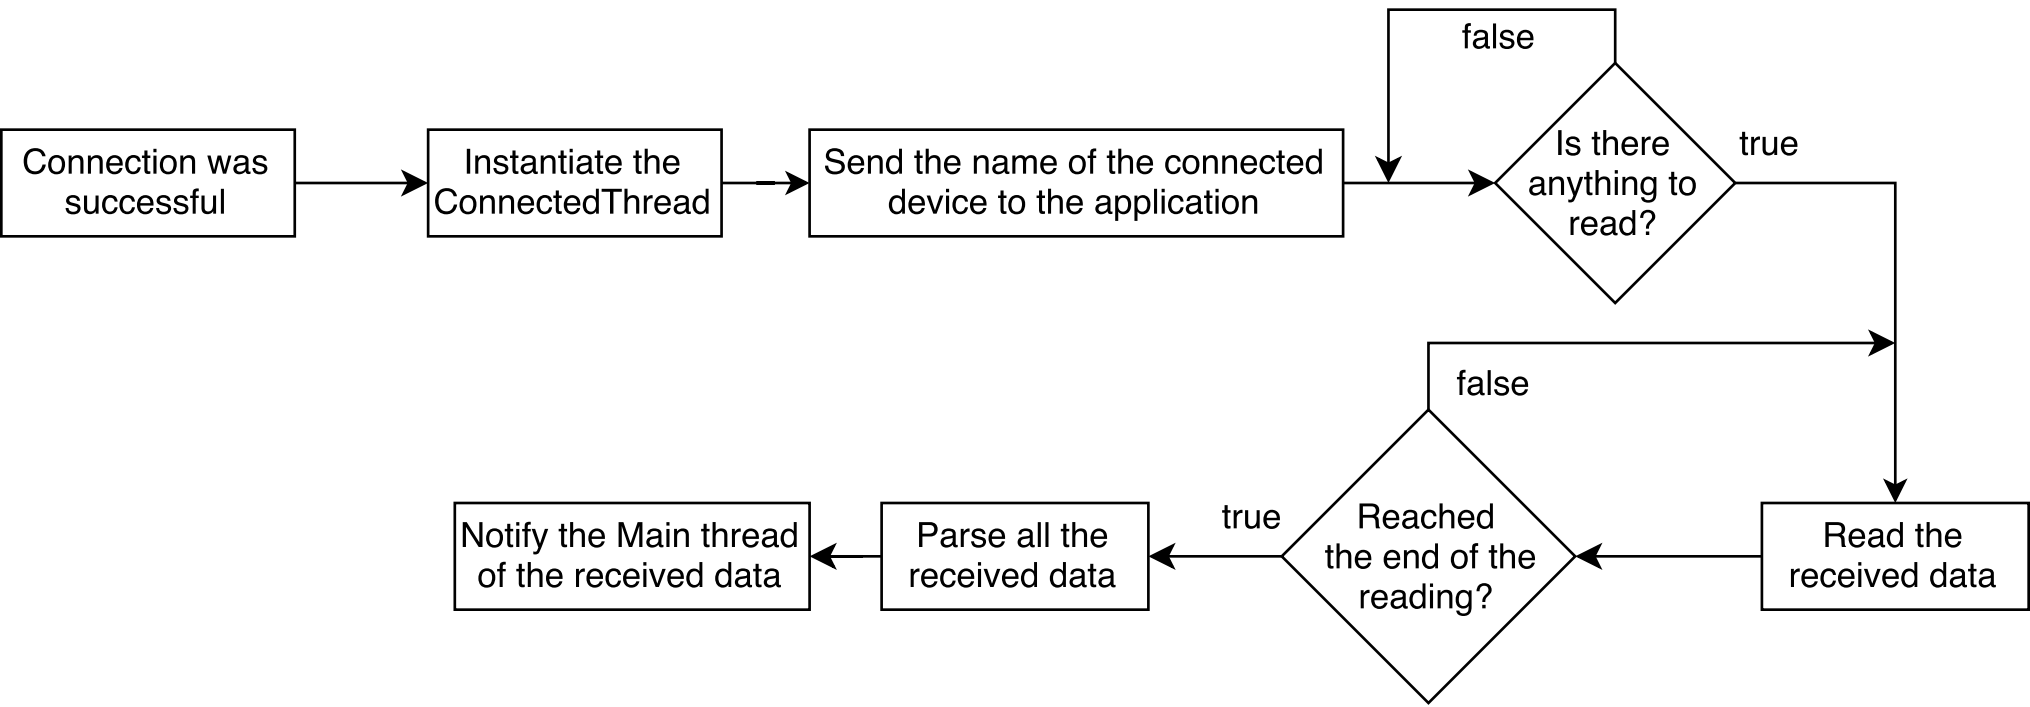 false
Connection was
successful
Instantiate the
ConnectedThread
Send the name of the connected
device to the application
Is there
anything to
read?
true
false
Notify the Main thread
of the received data
Parse all the
received data
true
Reached
the end of the
reading?
Read the
received data